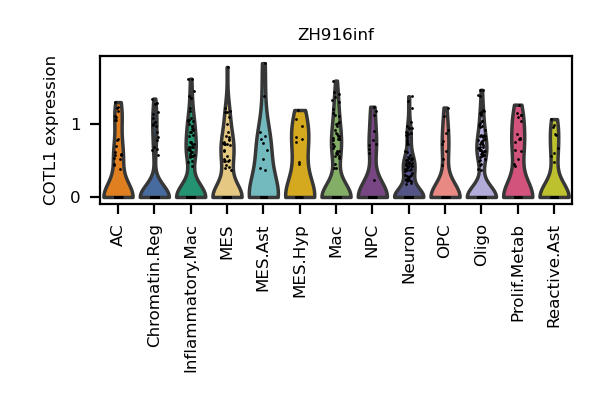 ZH916inf
COTL1 expression
1
0
AC
Chromatin.Reg
Inflammatory.Mac
MES
MES.Ast
MES.Hyp
Mac
NPC
Neuron
OPC
Oligo
Prolif.Metab
Reactive.Ast